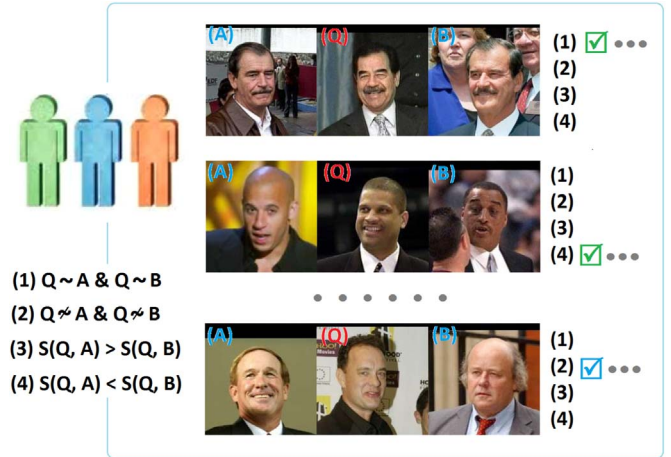 (A) (Q) (B)
(1)
(2)
(3)
(4)
(A) (Q) (B)
(1)
(2)
(3)
(4)
(1) Q ~ A & Q ~ B
(2) Q ≁ A & Q ≁ B
(3) S(Q, A) > S(Q, B)
(4) S(Q, A) < S(Q, B)
(A) (Q) (B)
(1)
(2)
(3)
(4)